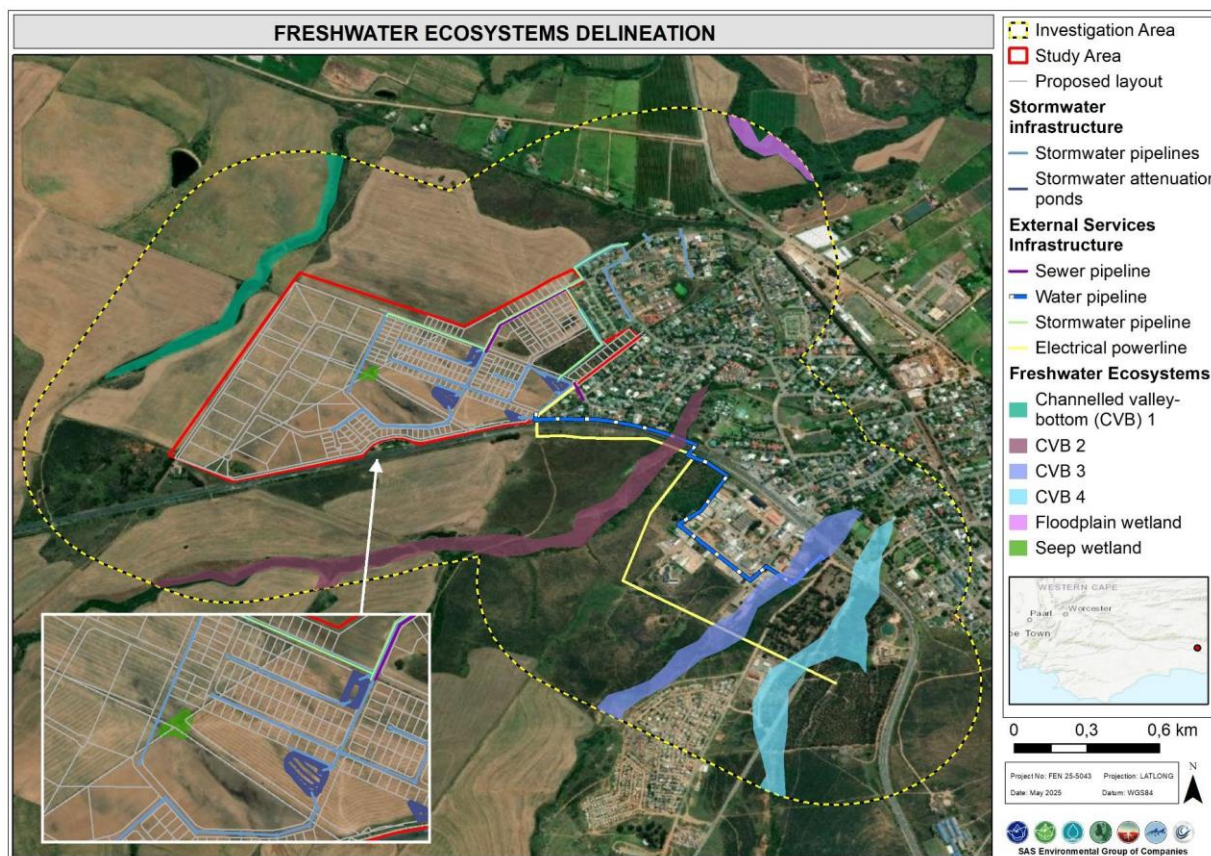 FRESHWATER ECOSYSTEMS DELINEATION
Investigation Area
Study Area
Proposed layout
Stormwater
infrastructure
Stormwater pipelines
Stormwater attenuation
ponds
External Services
Infrastructure
Sewer pipeline
Water pipeline
Stormwater pipeline
Electrical powerline
Freshwater Ecosystems
Channelled valley-
bottom (CVB) 1
CVB 2
CVB 3
CVB 4
Floodplain wetland
Seep wetland
WESTERN CAPE
Paarl
Worcester
pe Town
0 0,3 0,6 km
Project No: FEN 25-5043 Projection: LATLONG
Date: May 2025 Datum: WGS84
N
SAS Environmental Group of Companies